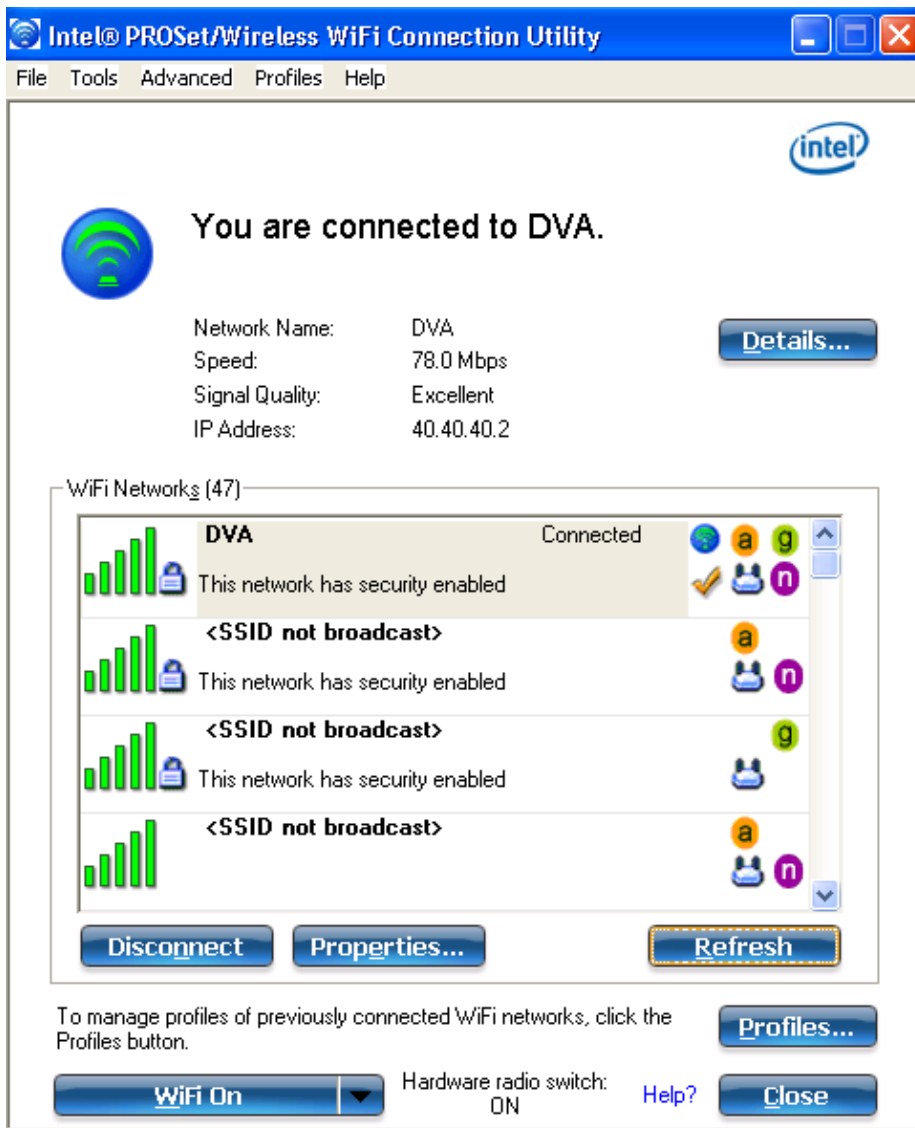 Intel® PROSet/Wireless WiFi Connection Utility
File Tools Advanced Profiles Help
intel
You are connected to DVA.
Network Name: DVA
Details...
Speed: 78.0 Mbps
Signal Quality: Excellent
IP Address: 40.40.40.2
WiFi Networks (47)
DVA Connected
a g
This network has security enabled
n
<SSID not broadcast>
a
This network has security enabled
n
<SSID not broadcast>
g
This network has security enabled
<SSID not broadcast>
a
n
Disconnect Properties... Refresh
To manage profiles of previously connected WiFi networks, click the
Profiles button.
Profiles...
WiFi On
Hardware radio switch:
ON
Help?
Close